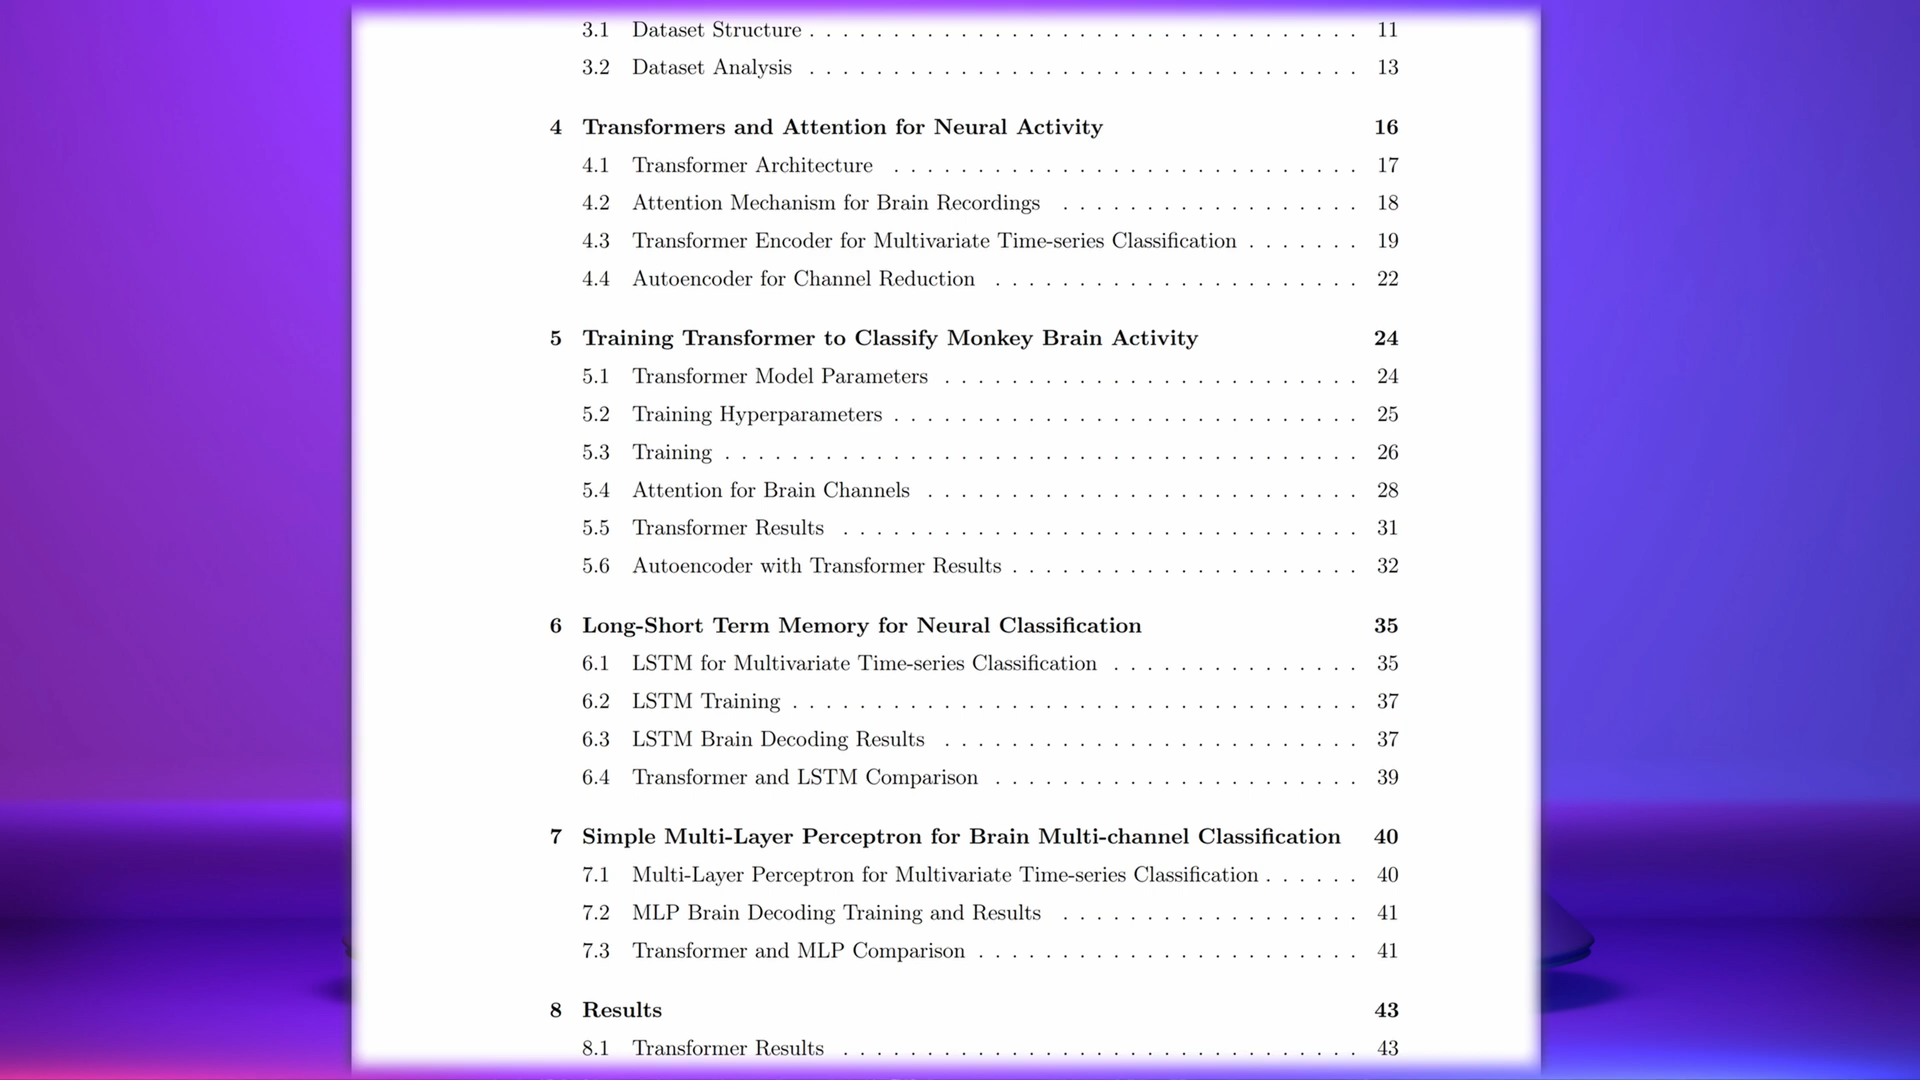 3.1 Dataset Structure . . . . . . . . . . . . . . . . . . . . . . . . . . . . . . . . 11
3.2 Dataset Analysis . . . . . . . . . . . . . . . . . . . . . . . . . . . . . . . . 13
4 Transformers and Attention for Neural Activity 16
4.1 Transformer Architecture . . . . . . . . . . . . . . . . . . . . . . . . . . . . 17
4.2 Attention Mechanism for Brain Recordings . . . . . . . . . . . . . . . . . . 18
4.3 Transformer Encoder for Multivariate Time-series Classification . . . . . . . 19
4.4 Autoencoder for Channel Reduction . . . . . . . . . . . . . . . . . . . . . . 22
5 Training Transformer to Classify Monkey Brain Activity 24
5.1 Transformer Model Parameters . . . . . . . . . . . . . . . . . . . . . . . . 24
5.2 Training Hyperparameters . . . . . . . . . . . . . . . . . . . . . . . . . . . 25
5.3 Training . . . . . . . . . . . . . . . . . . . . . . . . . . . . . . . . . . . . 26
5.4 Attention for Brain Channels . . . . . . . . . . . . . . . . . . . . . . . . . 28
5.5 Transformer Results . . . . . . . . . . . . . . . . . . . . . . . . . . . . . . 31
5.6 Autoencoder with Transformer Results . . . . . . . . . . . . . . . . . . . . 32
6 Long-Short Term Memory for Neural Classification 35
6.1 LSTM for Multivariate Time-series Classification . . . . . . . . . . . . . . . 35
6.2 LSTM Training . . . . . . . . . . . . . . . . . . . . . . . . . . . . . . . . . 37
6.3 LSTM Brain Decoding Results . . . . . . . . . . . . . . . . . . . . . . . . . 37
6.4 Transformer and LSTM Comparison . . . . . . . . . . . . . . . . . . . . . . 39
7 Simple Multi-Layer Perceptron for Brain Multi-channel Classification 40
7.1 Multi-Layer Perceptron for Multivariate Time-series Classification . . . . . . 40
7.2 MLP Brain Decoding Training and Results . . . . . . . . . . . . . . . . . . 41
7.3 Transformer and MLP Comparison . . . . . . . . . . . . . . . . . . . . . . 41
8 Results 43
8.1 Transformer Results . . . . . . . . . . . . . . . . . . . . . . . . . . . . . . 43